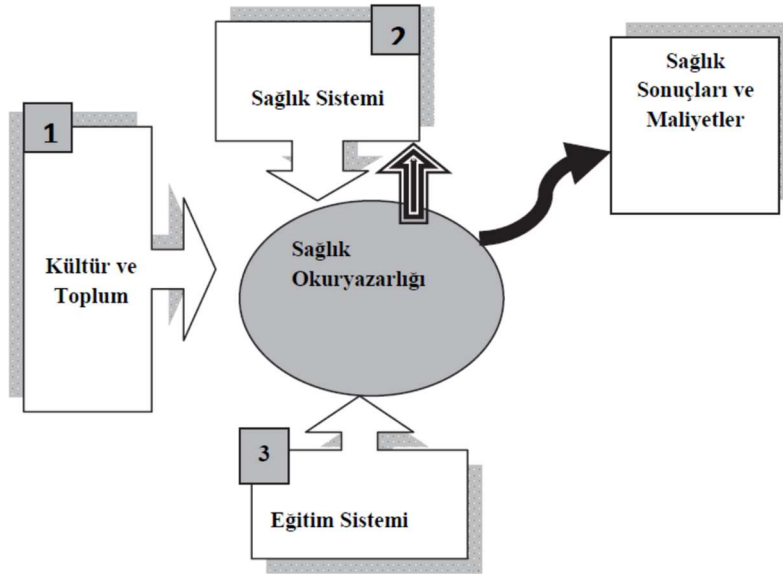 1
Kültür ve
Toplum
2
Sağlık Sistemi
Sağlık
Okuryazarlığı
Sağlık
Sonuçları ve
Maliyetler
3
Eğitim Sistemi